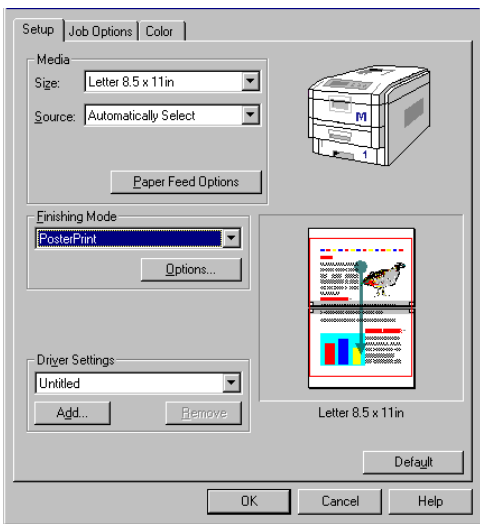 Setup
Job Options
Color
Media
Size:
Letter 8.5 x 11in
Source:
Automatically Select
M
1
Paper Feed Options
Finishing Mode
PosterPrint
Options...
Driver Settings
Untitled
Add...
Remove
Letter 8.5 x 11in
Default
OK
Cancel
Help